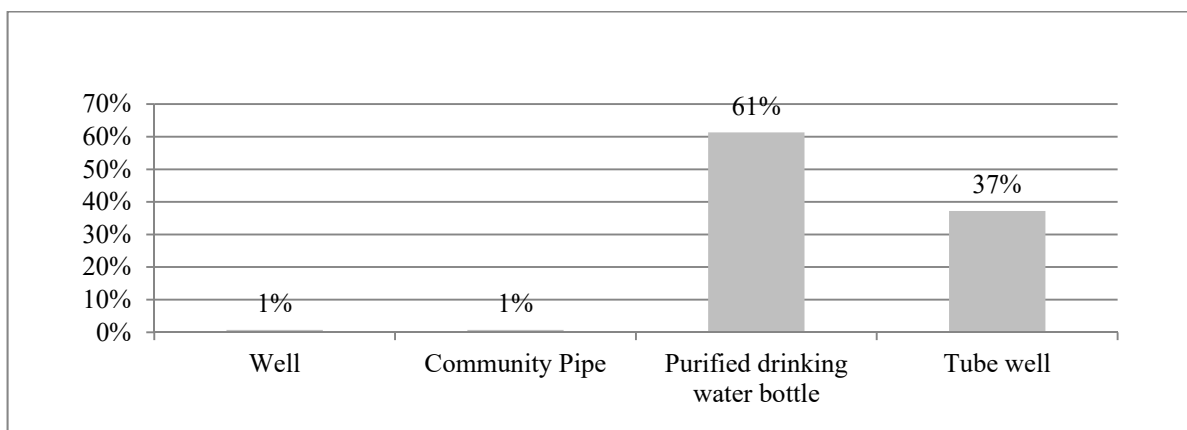 70%
60%
50%
40%
30%
20%
10%
0%
1%
1%
61%
37%
Well
Community Pipe
Purified drinking
water bottle
Tube well